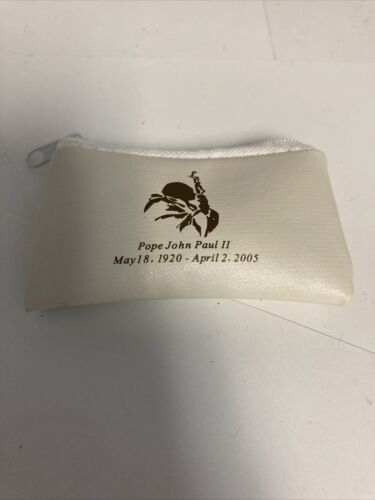 Pope John Paul II
May 18, 1920 - April 2, 2005